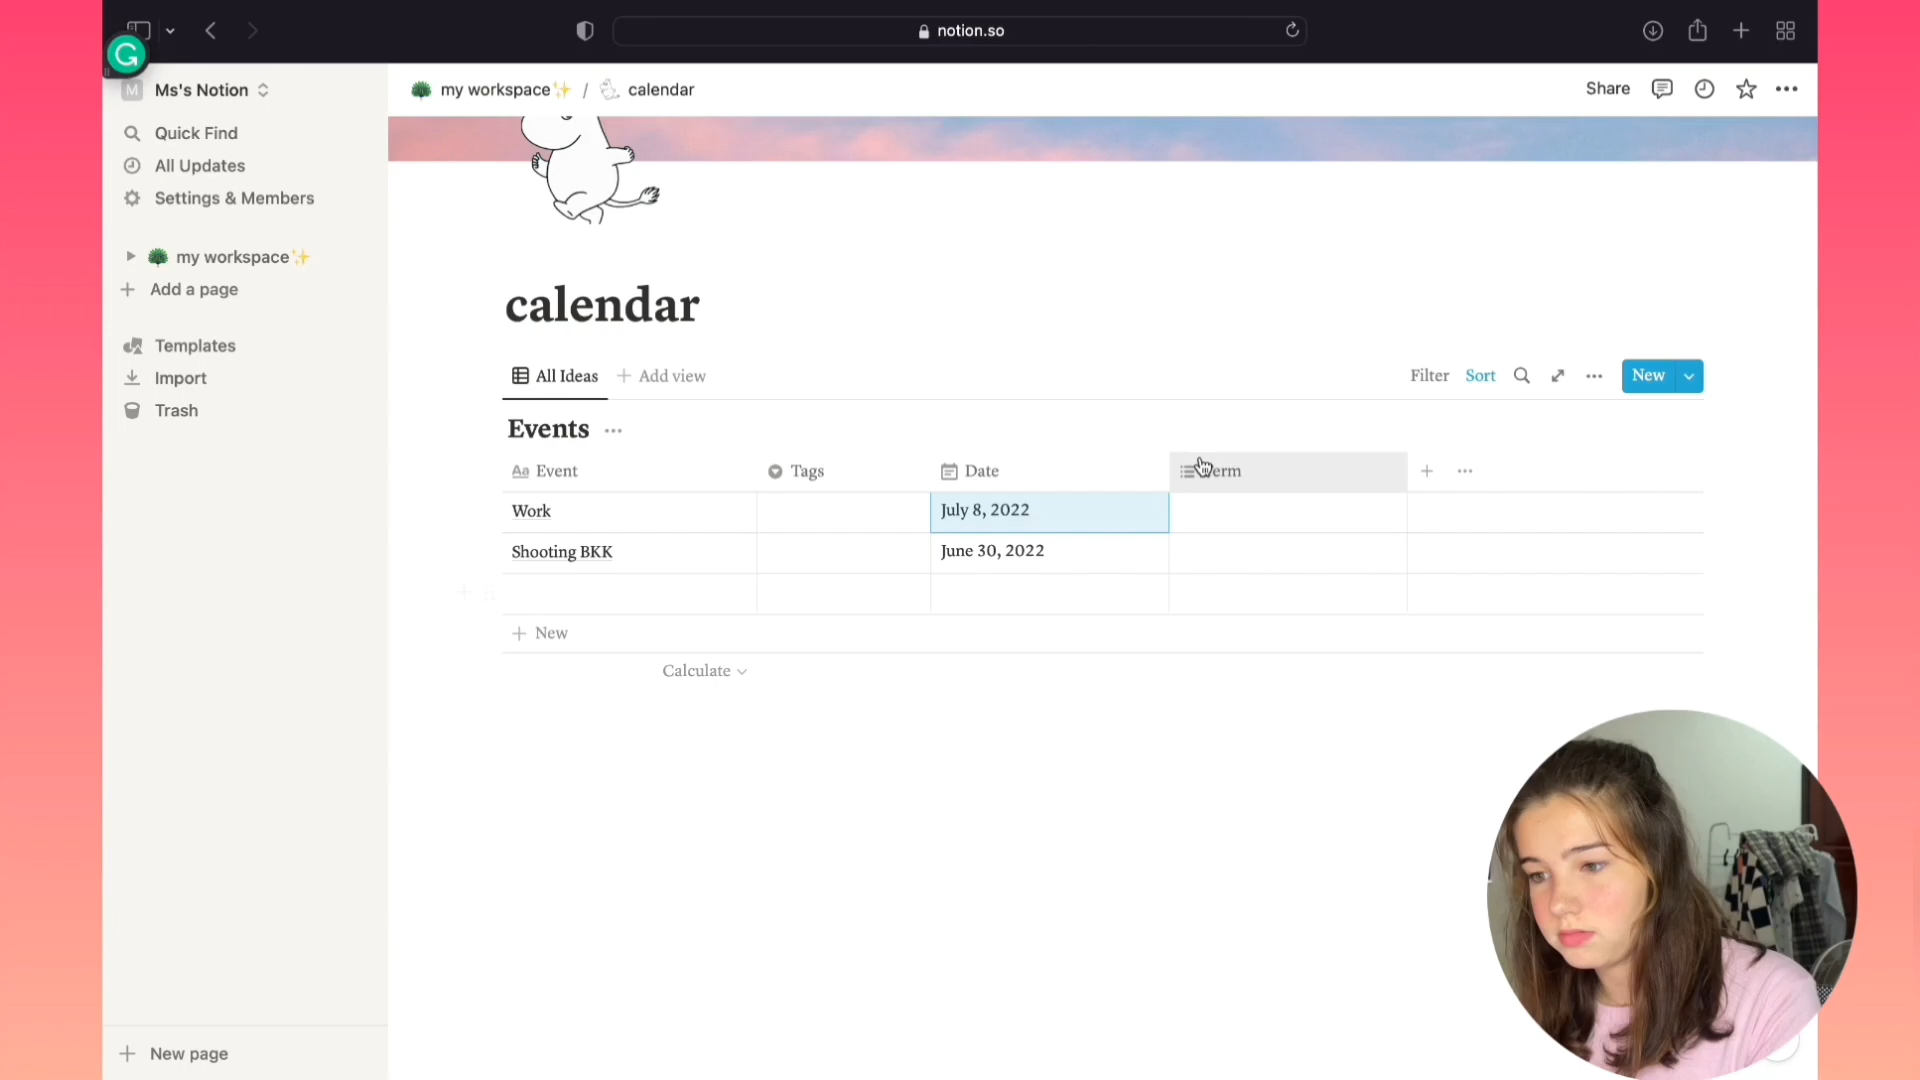 notion.so
M Ms's Notion
my workspace✨ / calendar
Share
Quick Find
All Updates
Settings & Members
my workspace✨
Add a page
Templates
Import
Trash
calendar
All Ideas
Add view
Filter
Sort
New
Events
Aa Event
Tags
Date
Work
July 8, 2022
Shooting BKK
June 30, 2022
New
Calculate
New page